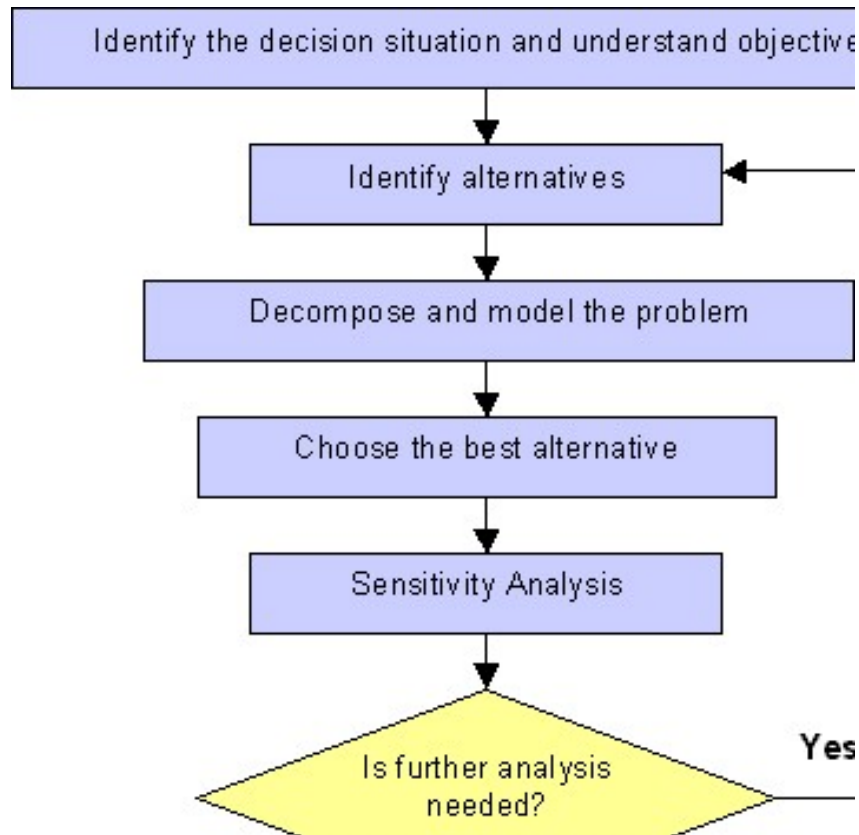 Identify the decision situation and understand objective
Identify alternatives
Decompose and model the problem
Choose the best alternative
Sensitivity Analysis
Yes
Is further analysis
needed?